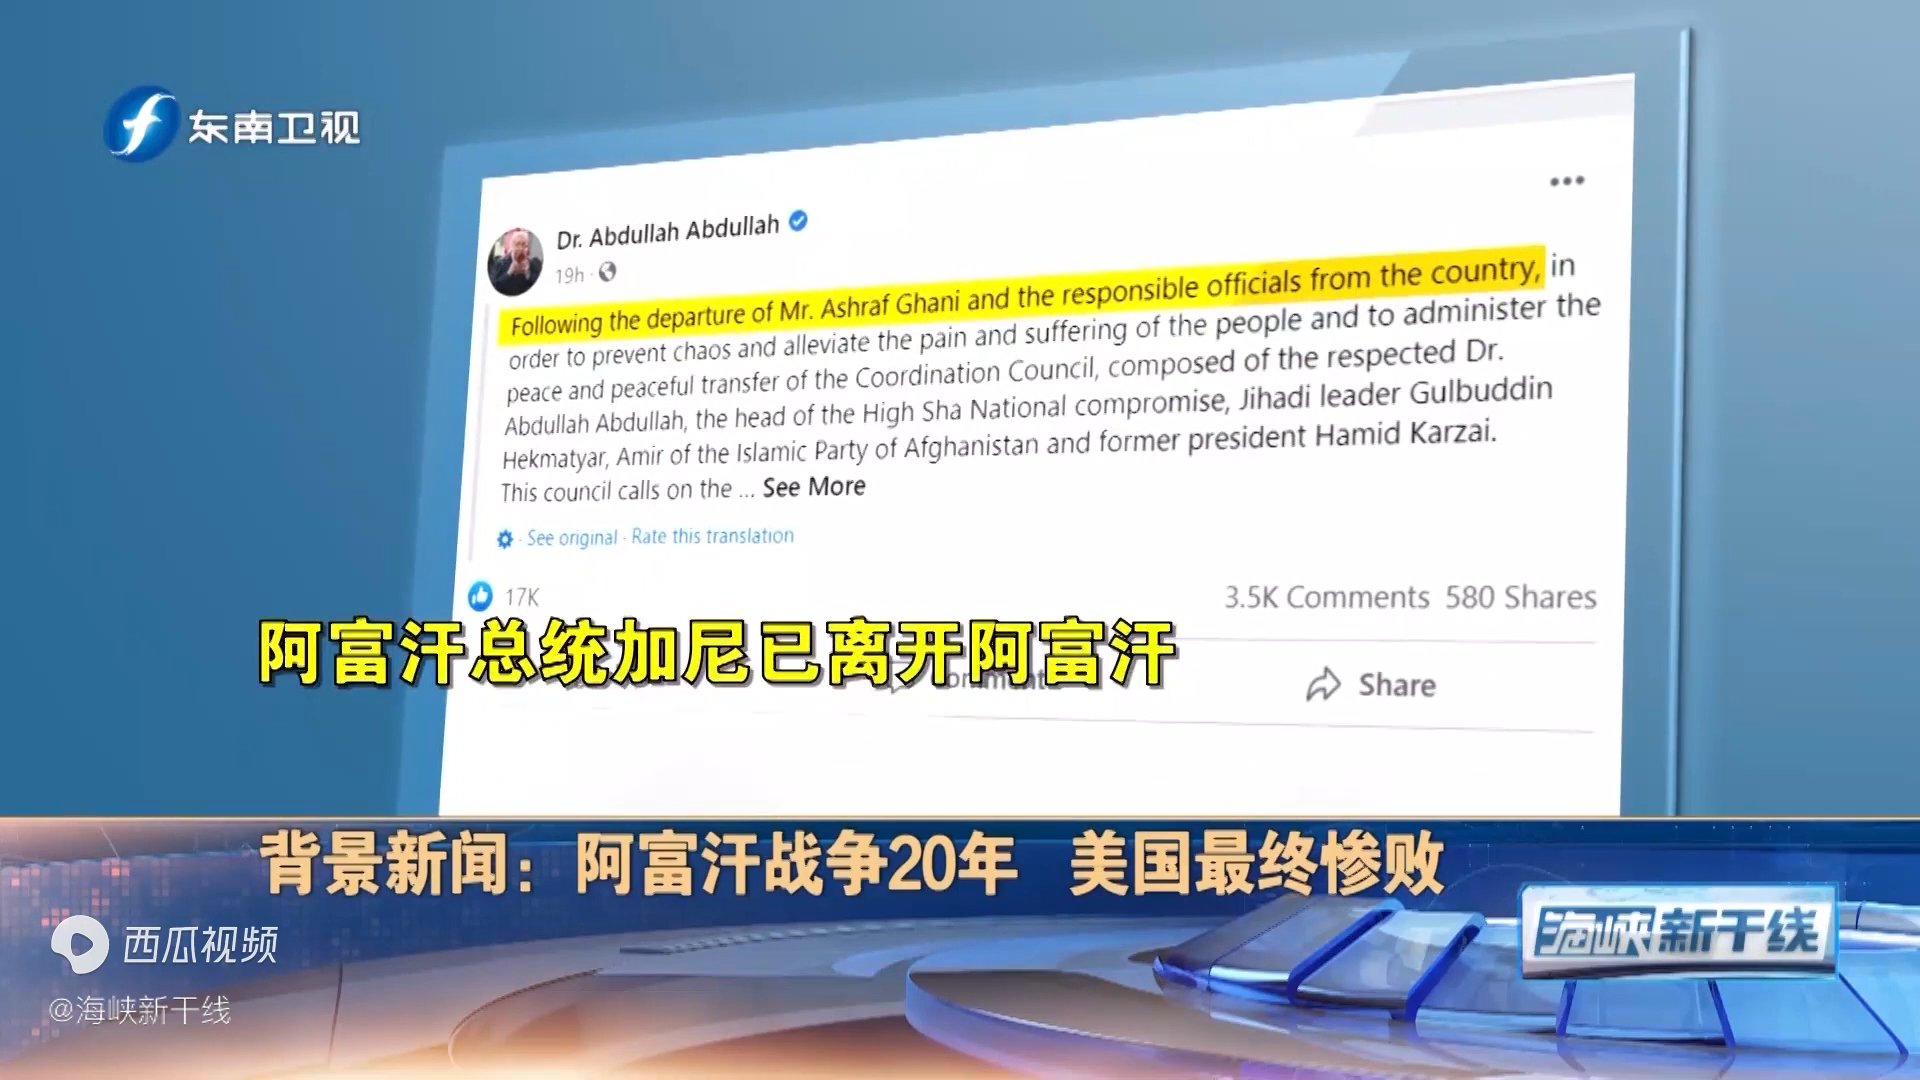 东南卫视
Dr. Abdullah Abdullah
19h
Following the departure of Mr. Ashraf Ghani and the responsible officials from the country, in
order to prevent chaos and alleviate the pain and suffering of the people and to administer the
peace and peaceful transfer of the Coordination Council, composed of the respected Dr.
Abdullah Abdullah, the head of the High Sha National compromise, Jihadi leader Gulbuddin
Hekmatyar, Amir of the Islamic Party of Afghanistan and former president Hamid Karzai.
This council calls on the ... See More
· See original · Rate this translation
17K
3.5K Comments 580 Shares
阿富汗总统加尼已离开阿富汗
Share
背景新闻：阿富汗战争20年 美国最终惨败
海峡新干线
西瓜视频
@海峡新干线